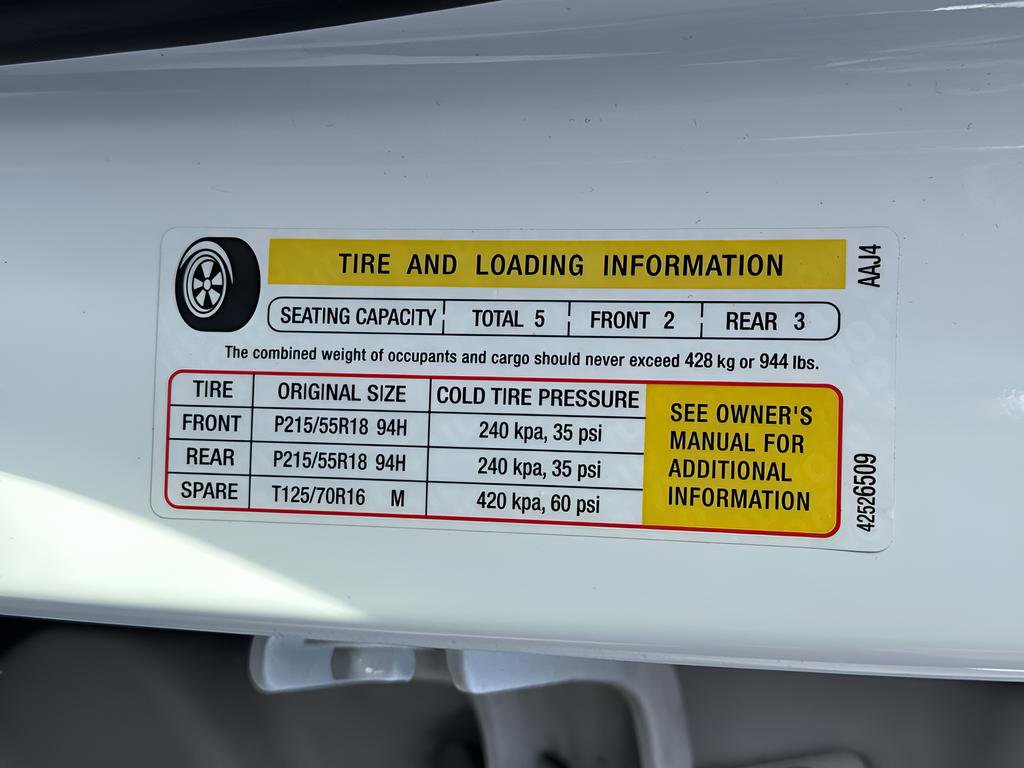 TIRE AND LOADING INFORMATION
AAJ4
SEATING CAPACITY TOTAL 5 FRONT 2 REAR 3
The combined weight of occupants and cargo should never exceed 428 kg or 944 lbs.
TIRE ORIGINAL SIZE COLD TIRE PRESSURE
FRONT P215/55R18 94H 240 kpa, 35 psi
REAR P215/55R18 94H 240 kpa, 35 psi
SPARE T125/70R16 M 420 kpa, 60 psi
SEE OWNER'S
MANUAL FOR
ADDITIONAL
INFORMATION
42526509